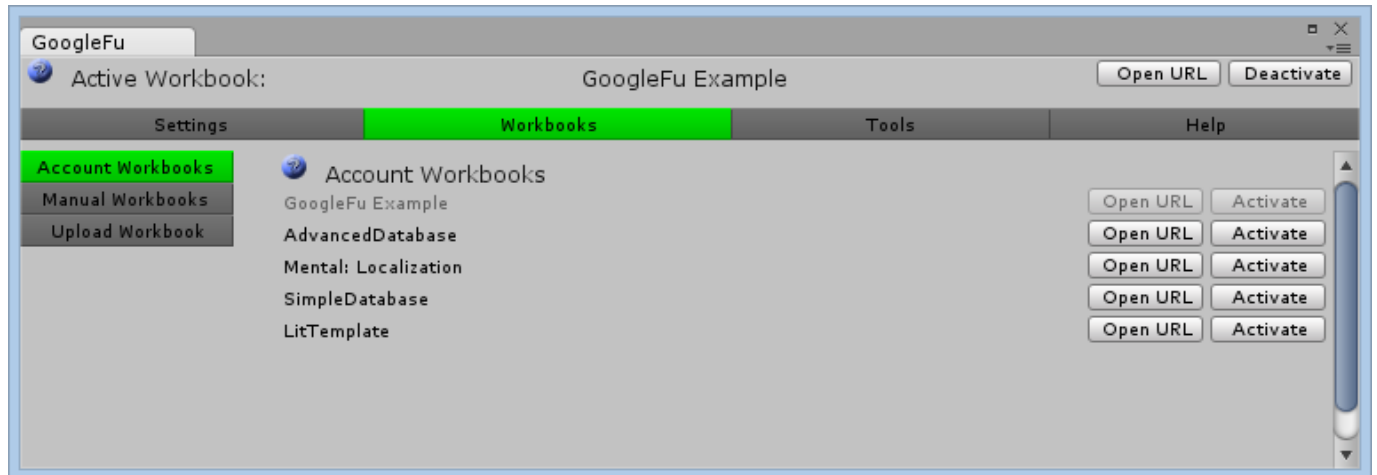 GoogleFu
Active Workbook: GoogleFu Example Open URL Deactivate
Settings Workbooks Tools Help
Account Workbooks
Manual Workbooks
Upload Workbook
Account Workbooks
GoogleFu Example Open URL Activate
AdvancedDatabase Open URL Activate
Mental: Localization Open URL Activate
SimpleDatabase Open URL Activate
LitTemplate Open URL Activate